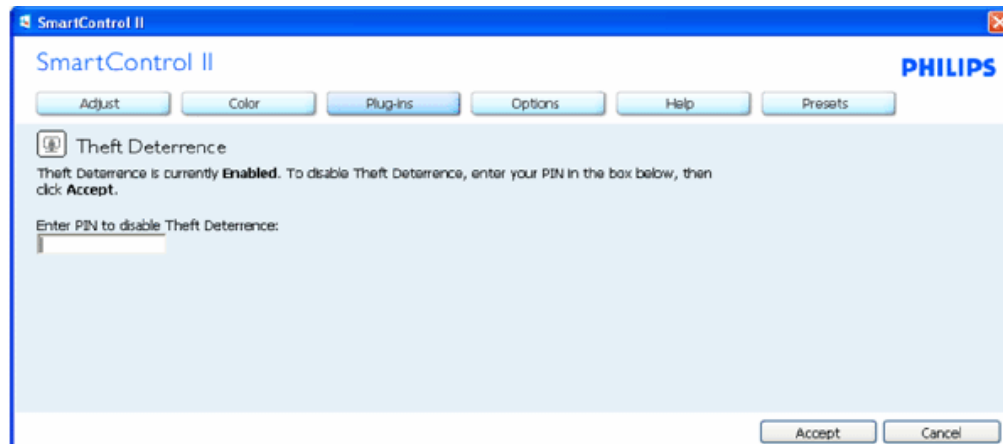 SmartControl II
SmartControl II
PHILIPS
Adjust Color Plug-ins Options Help Presets
Theft Deterrence
Theft Deterrence is currently Enabled. To disable Theft Deterrence, enter your PIN in the box below, then
click Accept.
Enter PIN to disable Theft Deterrence:
Accept Cancel